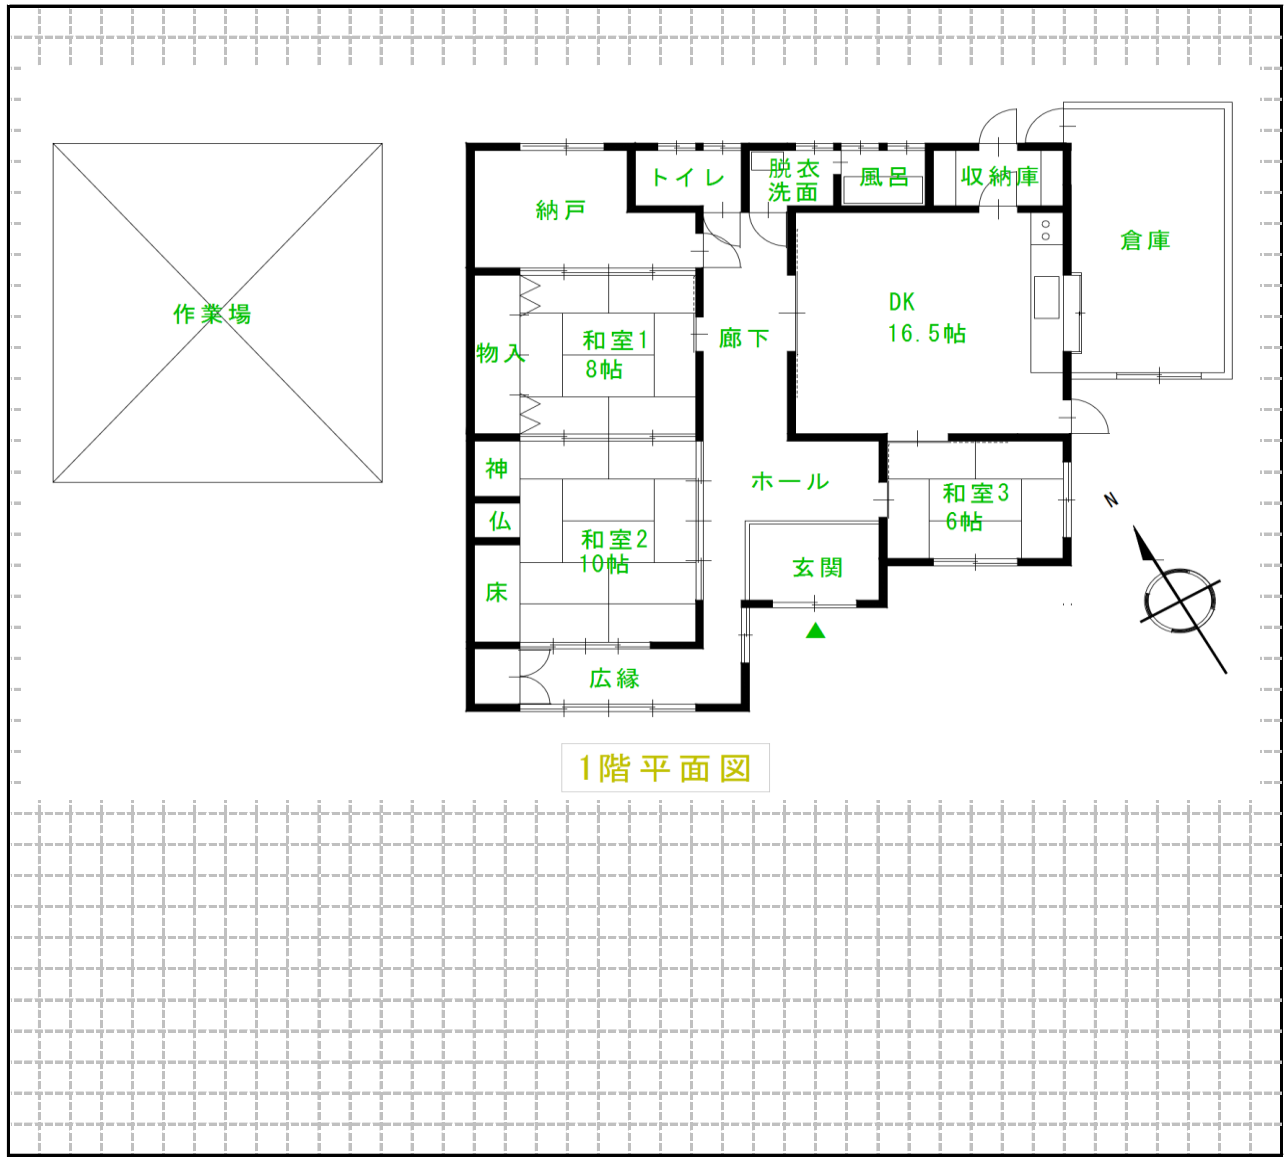 トイレ
脱衣
洗面
風呂
収納庫
納戸
倉庫
作業場
物入
和室1
8帖
廊下
DK
16.5帖
神
仏
床
和室2
10帖
ホール
和室3
6帖
N
玄関
広縁
1階平面図